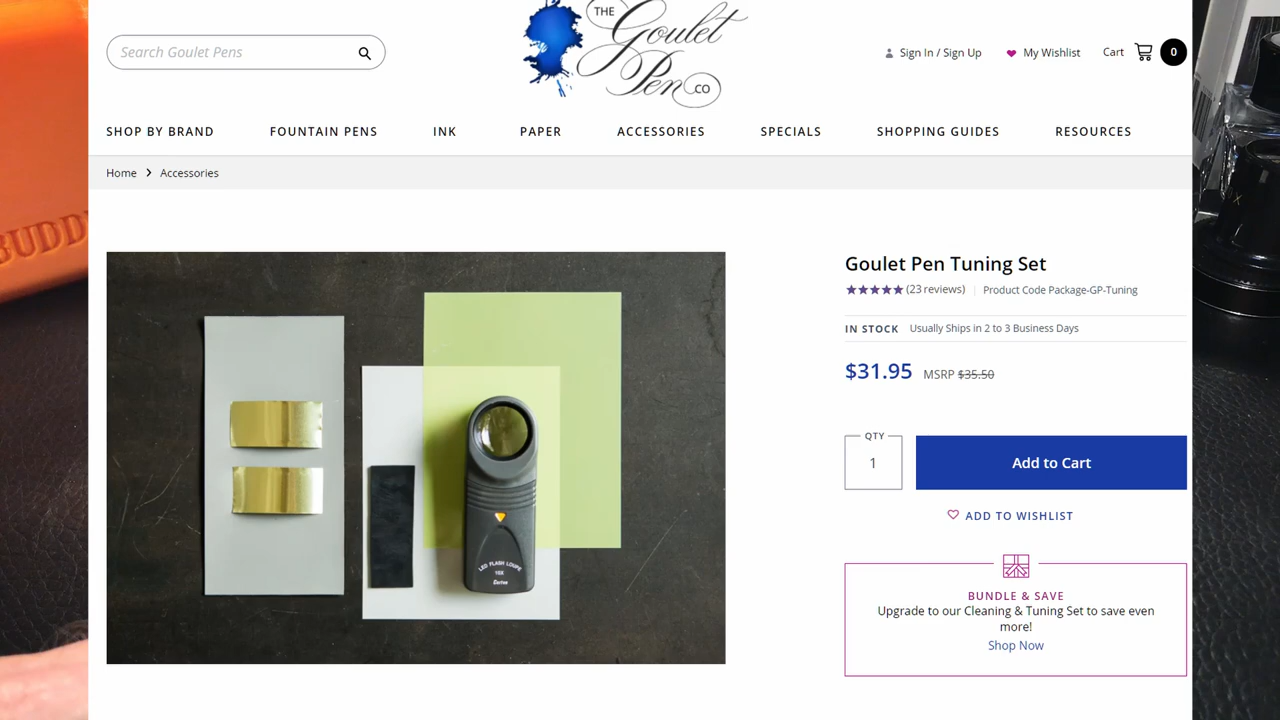 Search Goulet Pens
THE
Goulet
Pen CO
Sign In / Sign Up
My Wishlist
Cart
0
SHOP BY BRAND
FOUNTAIN PENS
INK
PAPER
ACCESSORIES
SPECIALS
SHOPPING GUIDES
RESOURCES
Home
Accessories
BUDD
Goulet Pen Tuning Set
(23 reviews)
Product Code Package-GP-Tuning
IN STOCK Usually Ships in 2 to 3 Business Days
$31.95 MSRP $35.50
QTY
1
Add to Cart
ADD TO WISHLIST
LED FLASH LOUPE
BUNDLE & SAVE
Upgrade to our Cleaning & Tuning Set to save even
more!
Shop Now